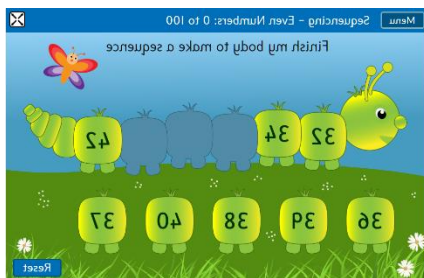 Menu Sequencing - Even Numbers: 0 to 100
Finish my body to make a sequence
32 34 42
36 39 38 40 37
Reset